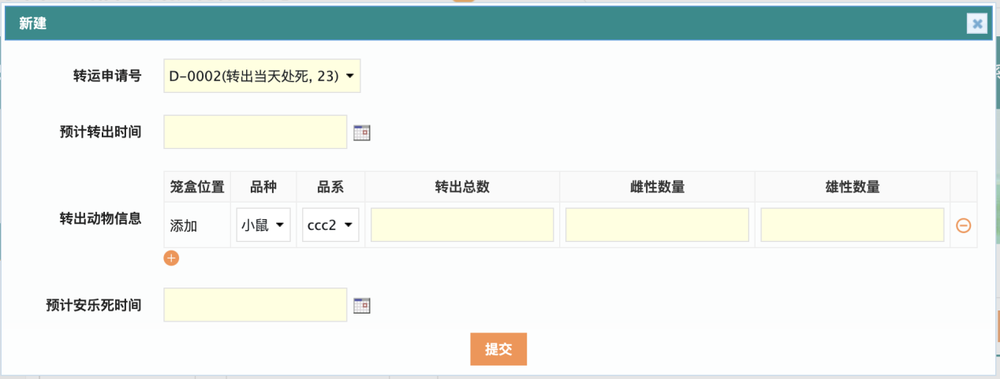 新建
转运申请号
D-0002(转出当天处死, 23)
预计转出时间
转出动物信息
笼盒位置 品种 品系 转出总数 雌性数量 雄性数量
添加 小鼠 ccc2
预计安乐死时间
提交